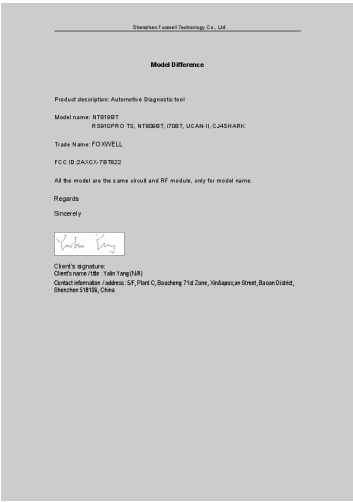 Shenzhen Foxwell Technology Co., Ltd
Model Difference
Product description: Automotive Diagnostic tool
Model name: NT819BT
RS910PRO TS, NT809BT, i70BT, UCAN-II, CJ4SHARK
Trade Name: FOXWELL
FCC ID:2AXCX-7BT822
All the model are the same circuit and RF module, only for model name.
Regards
Sincerely
Yalin Yang
Client's signature:
Client's name / title : Yalin Yang (N/A)
Contact information / address : 5/F, Plant C, Baocheng 71st Zone, Xin&apos;an Street, Baoan District,
Shenzhen 518106, China